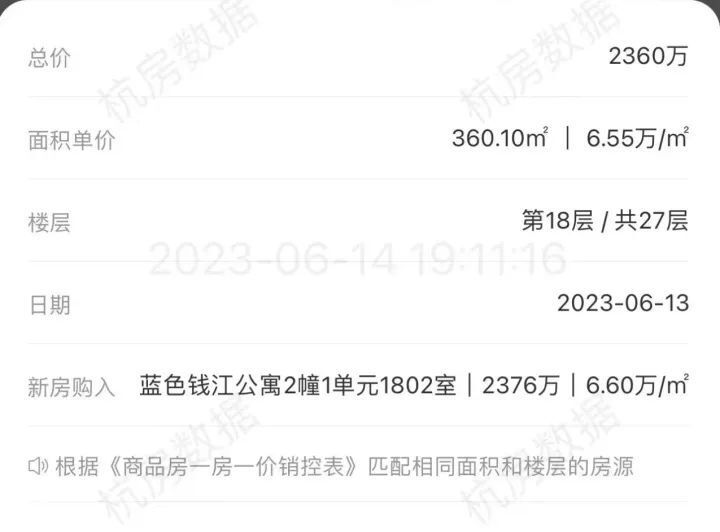 杭房数据 杭房数据
总价 2360万
面积单价 360.10㎡ | 6.55万/㎡
楼层 第18层 / 共27层
2023-06-14 19:11:16
日期 2023-06-13
新房购入 蓝色钱江公寓2幢1单元1802室 | 2376万 | 6.60万/㎡
杭房数据 杭房数据
根据《商品房一房一价销控表》匹配相同面积和楼层的房源